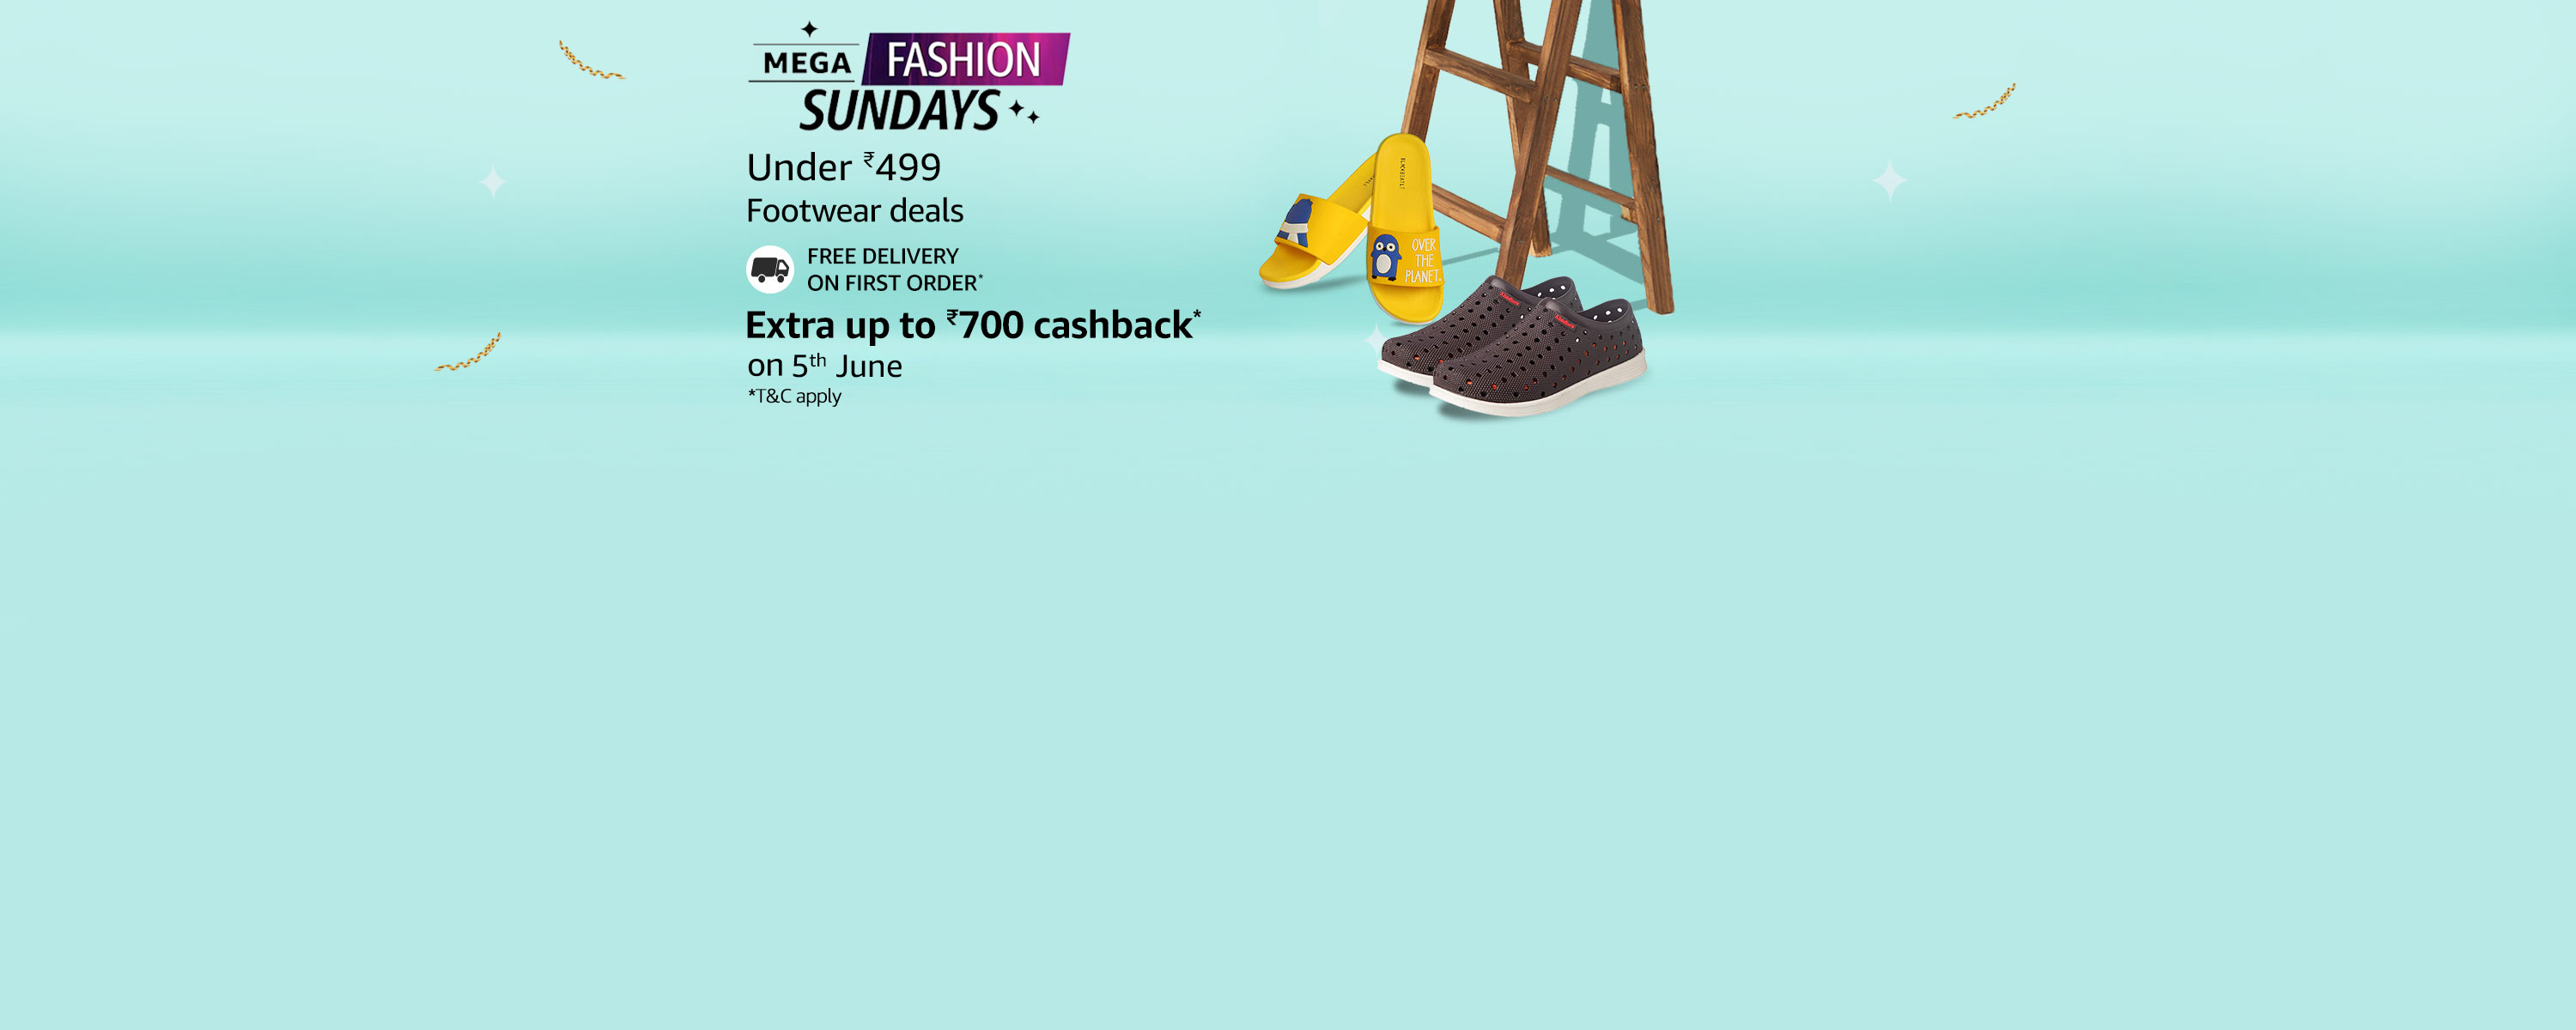 MEGA FASHION
SUNDAYS
Under ₹499
Footwear deals
FREE DELIVERY
ON FIRST ORDER*
Extra up to ₹700 cashback*
on 5th June
*T&C apply
OVER
THE
PLANET.